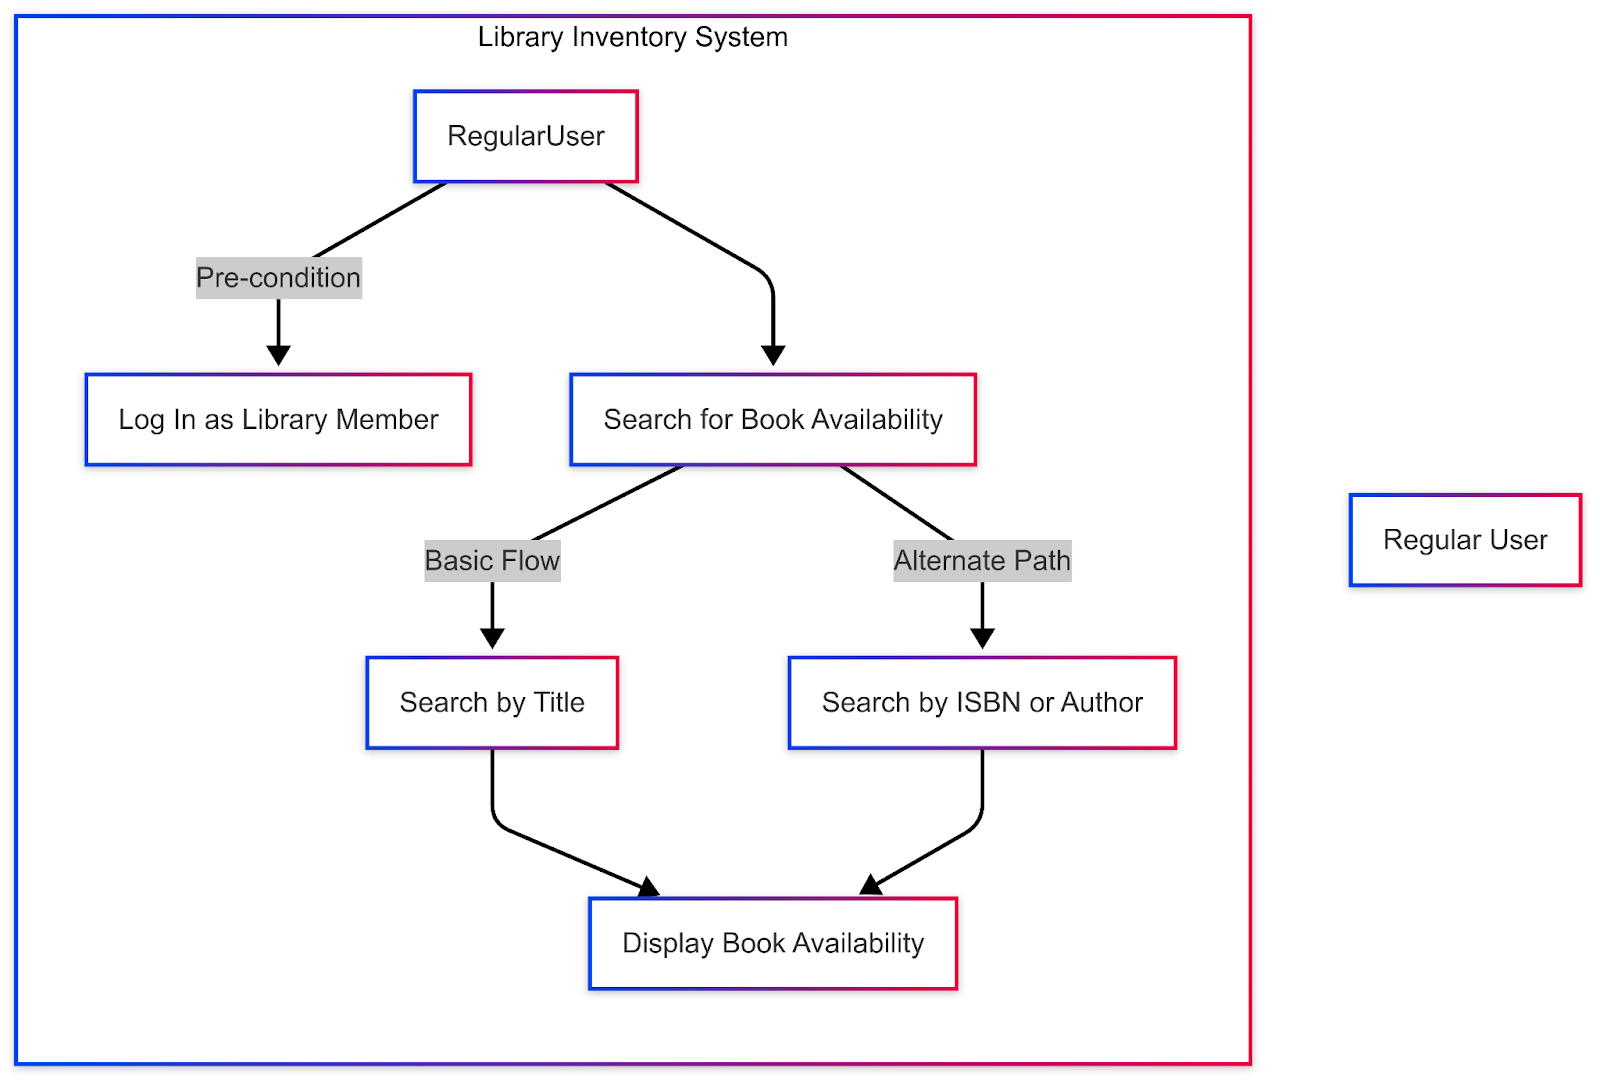 Library Inventory System
RegularUser
Pre-condition
Log In as Library Member
Search for Book Availability
Basic Flow
Alternate Path
Regular User
Search by Title
Search by ISBN or Author
Display Book Availability